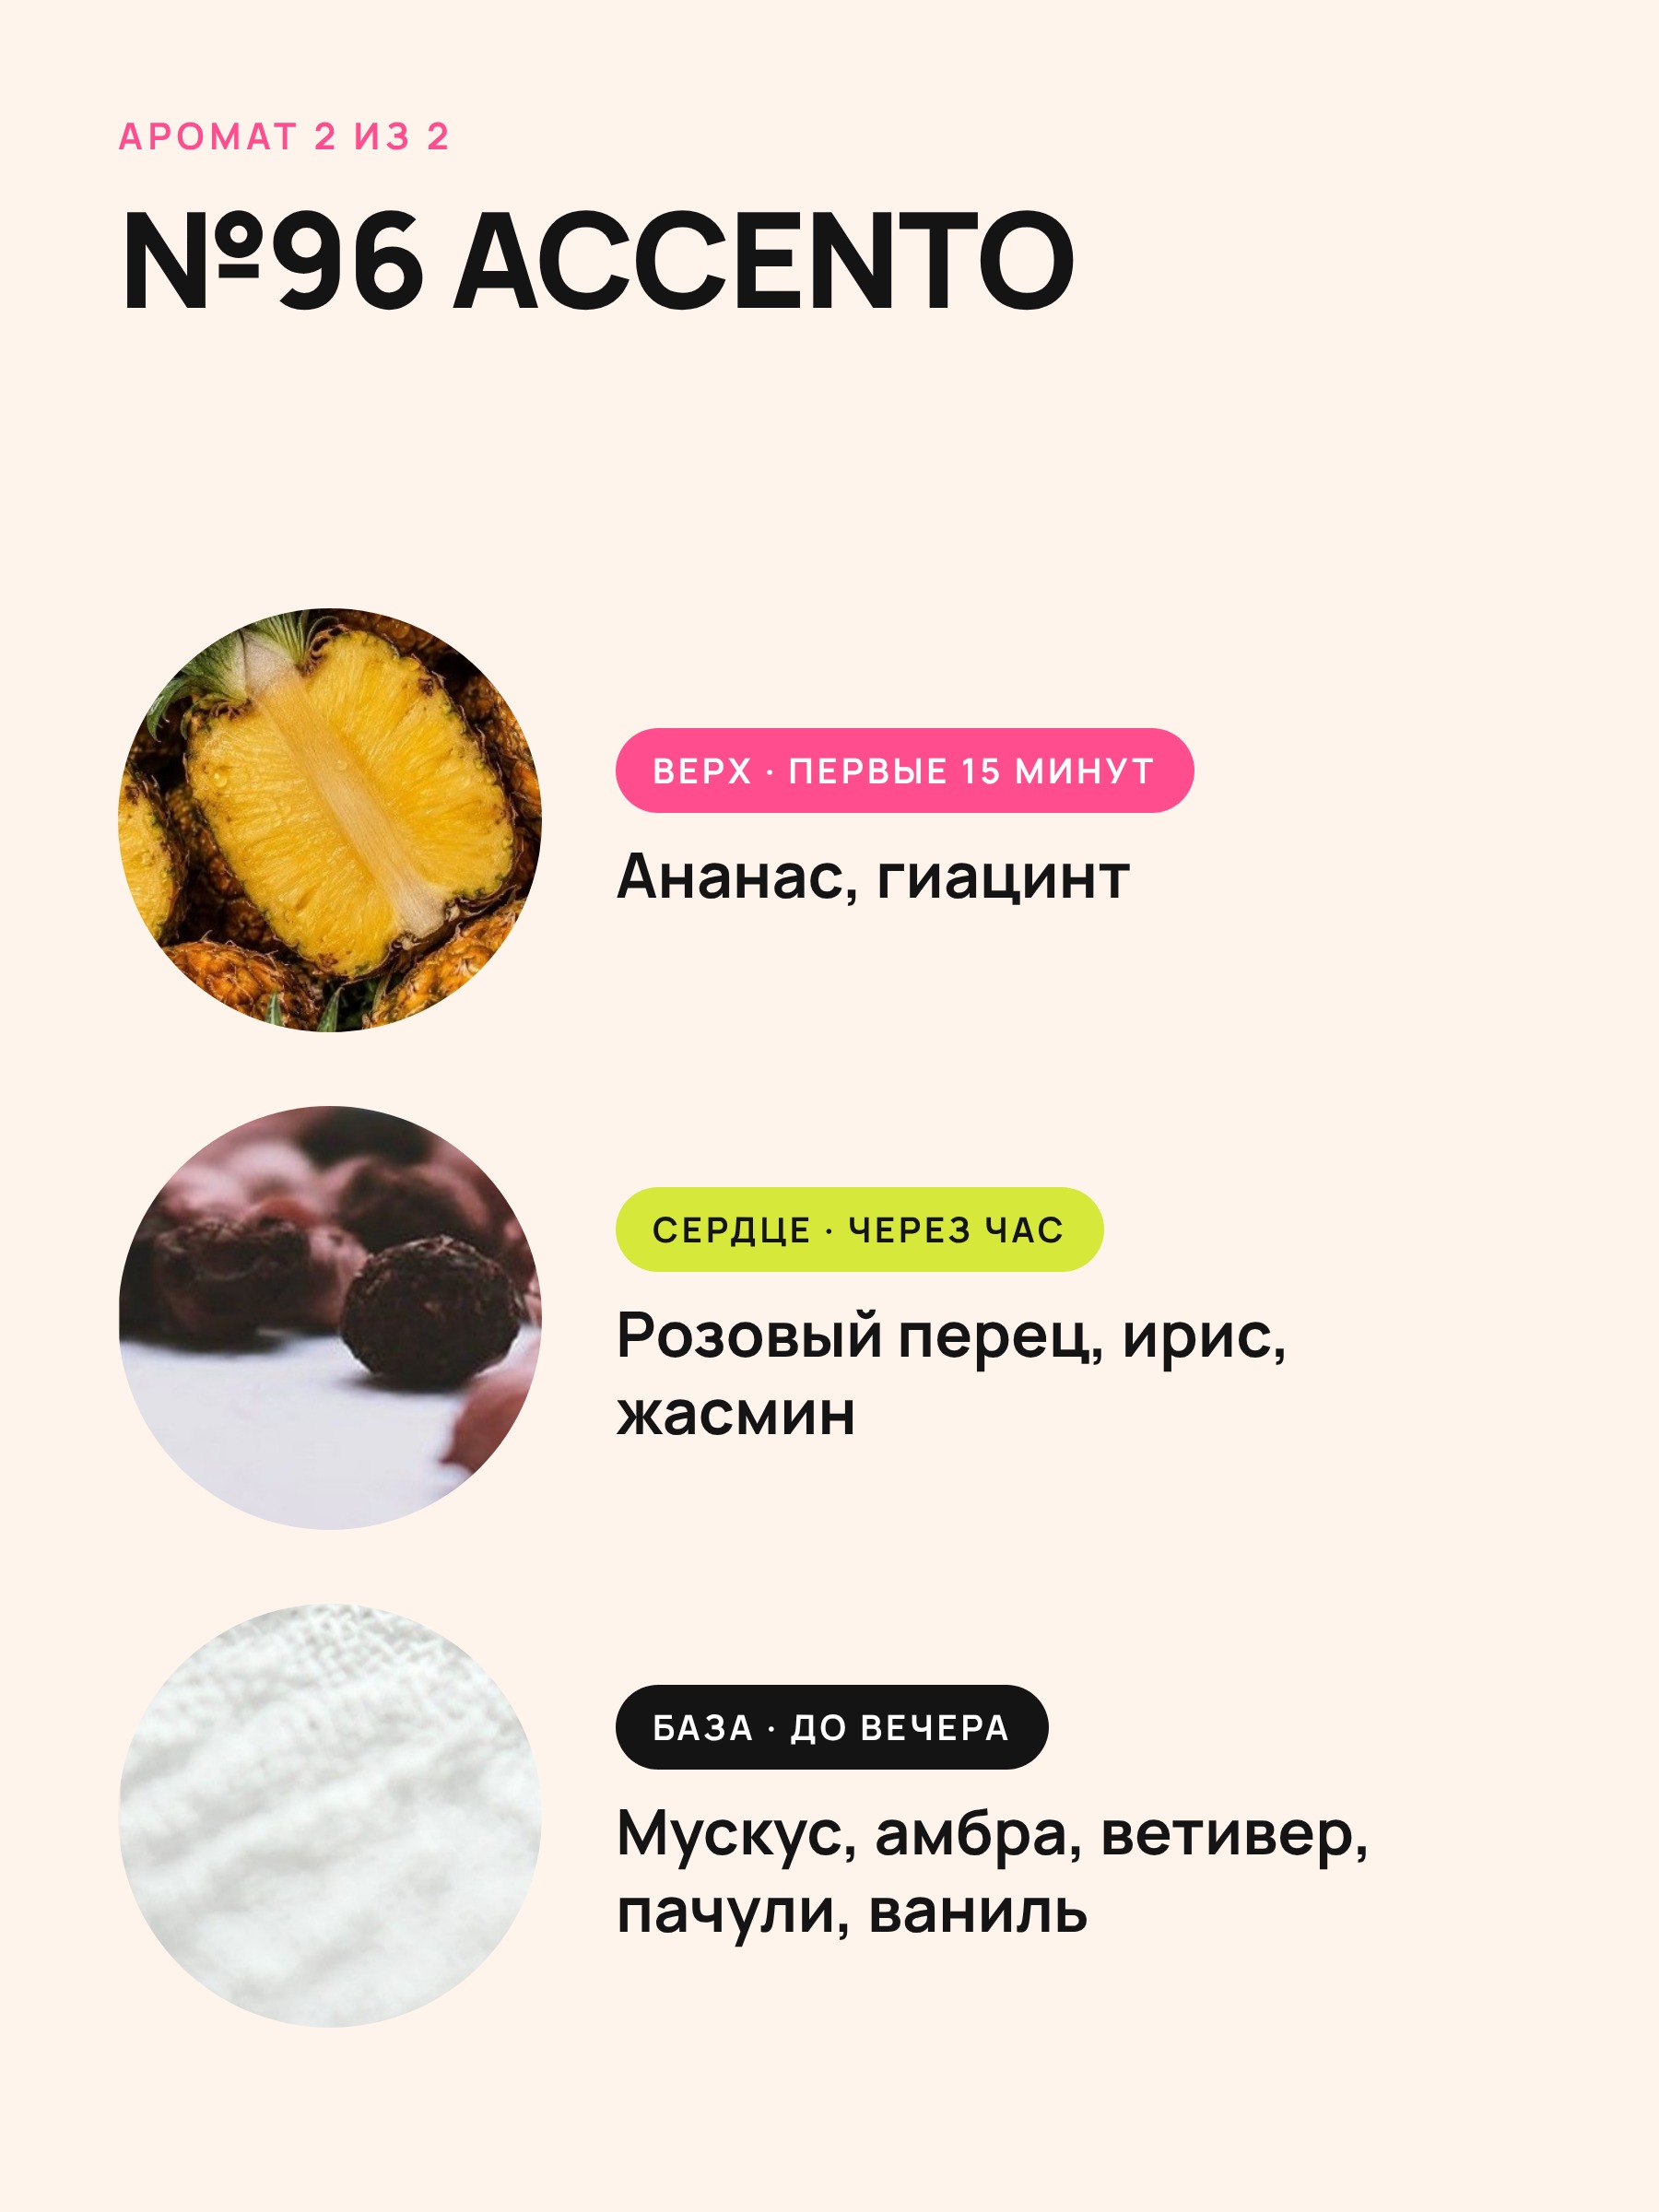 АРОМАТ 2 ИЗ 2
№96 ACCENTO
ВЕРХ · ПЕРВЫЕ 15 МИНУТ
Ананас, гиацинт
СЕРДЦЕ · ЧЕРЕЗ ЧАС
Розовый перец, ирис,
жасмин
БАЗА · ДО ВЕЧЕРА
Мускус, амбра, ветивер,
пачули, ваниль